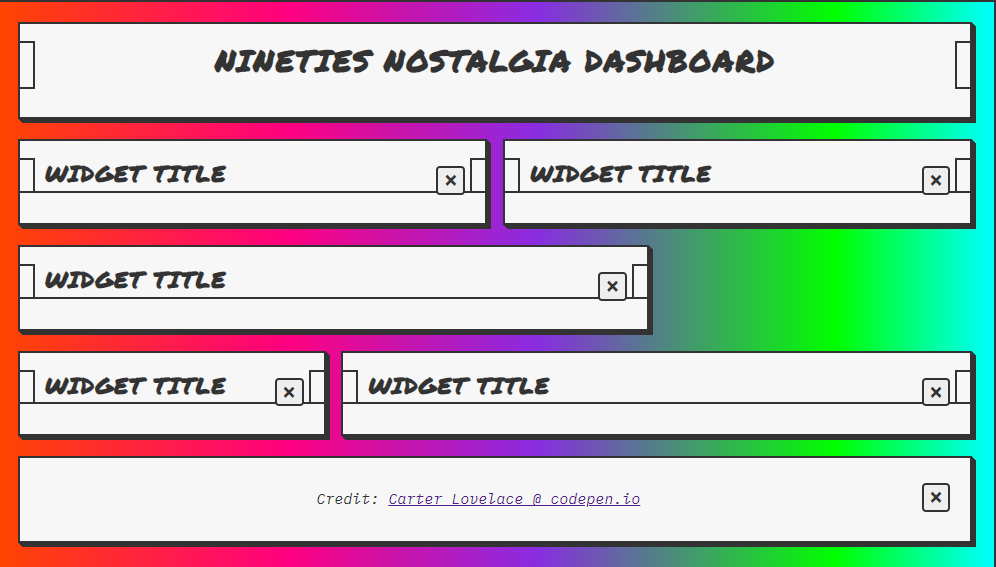 NINETIES NOSTALGIA DASHBOARD
WIDGET TITLE ×
WIDGET TITLE ×
WIDGET TITLE ×
WIDGET TITLE ×
WIDGET TITLE ×
Credit: Carter Lovelace @ codepen.io ×